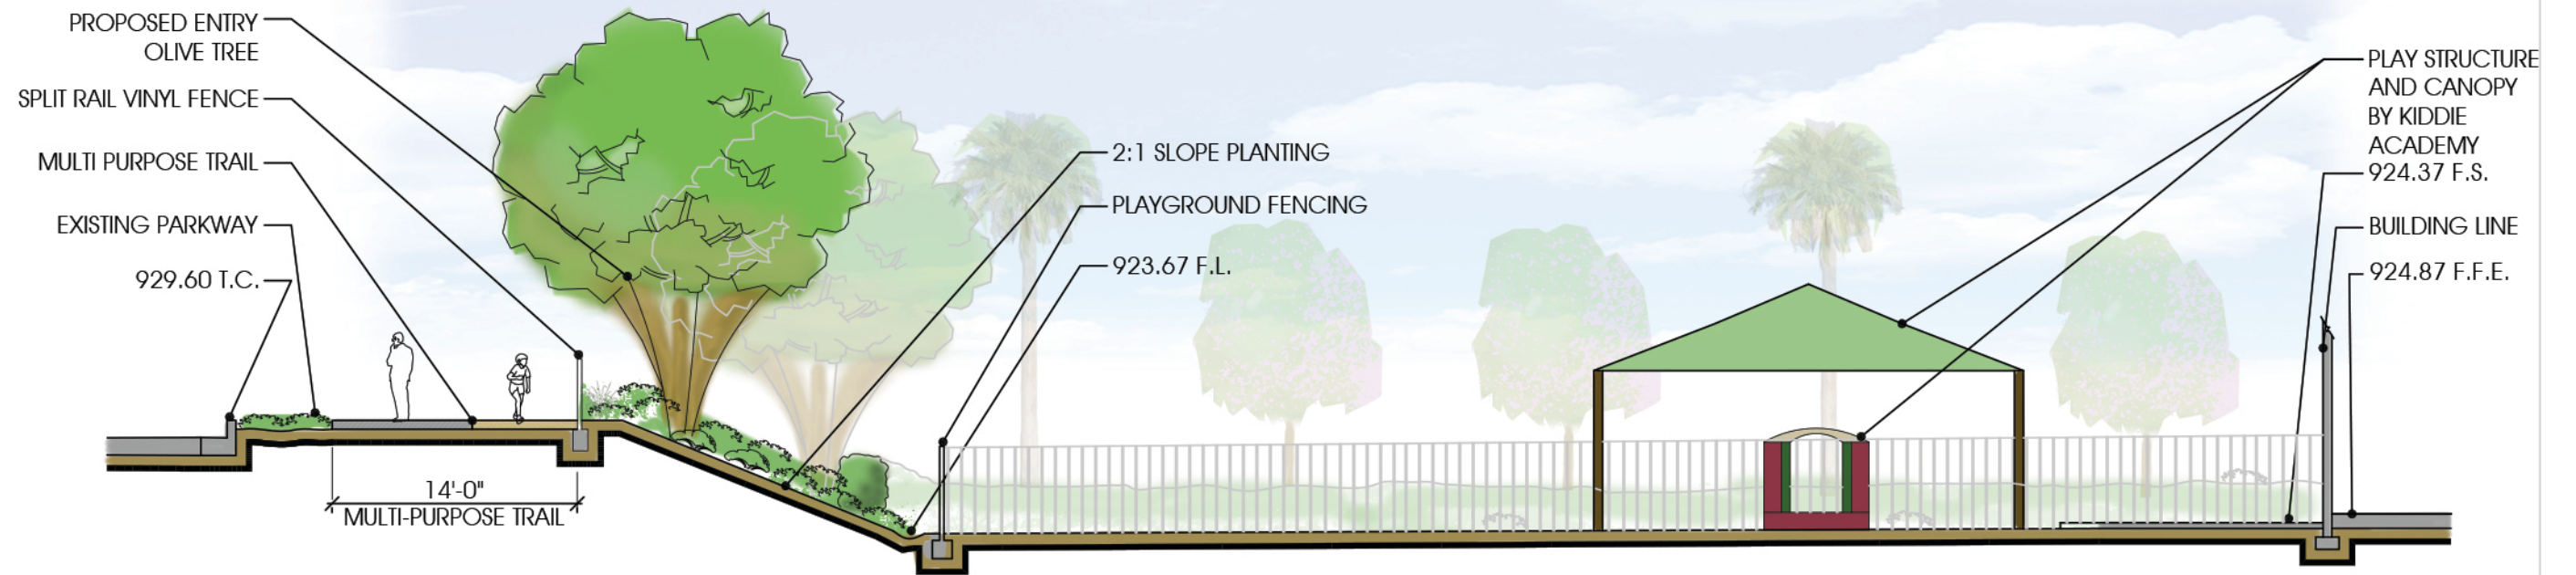 PROPOSED ENTRY
OLIVE TREE
SPLIT RAIL VINYL FENCE
MULTI PURPOSE TRAIL
EXISTING PARKWAY
929.60 T.C.
14'-0"
MULTI-PURPOSE TRAIL
2:1 SLOPE PLANTING
PLAYGROUND FENCING
923.67 F.L.
PLAY STRUCTURE
AND CANOPY
BY KIDDIE
ACADEMY
924.37 F.S.
BUILDING LINE
924.87 F.F.E.